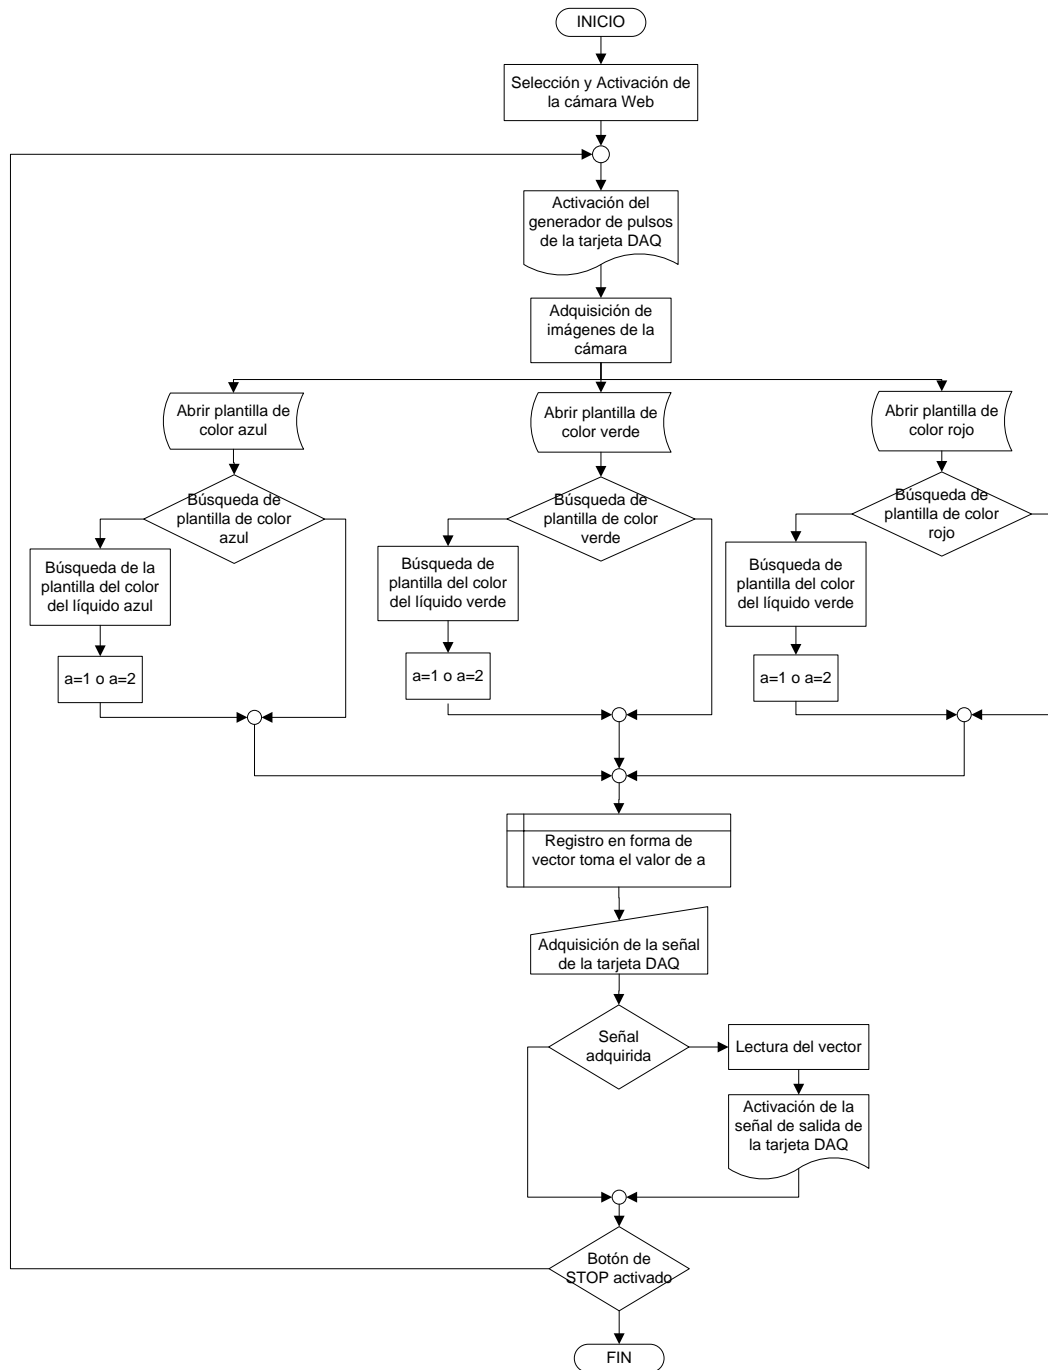 INICIO
Selección y Activación de
la cámara Web
Activación del
generador de pulsos
de la tarjeta DAQ
Adquisición de
imágenes de la
cámara
Abrir plantilla de
color azul
Abrir plantilla de
color verde
Abrir plantilla de
color rojo
Búsqueda de
plantilla de color
azul
Búsqueda de
plantilla de color
verde
Búsqueda de
plantilla de color
rojo
Búsqueda de la
plantilla del color
del líquido azul
Búsqueda de
plantilla del color
del líquido verde
Búsqueda de
plantilla del color
del líquido verde
a=1 o a=2
a=1 o a=2
a=1 o a=2
Registro en forma de
vector toma el valor de a
Adquisición de la señal
de la tarjeta DAQ
Señal
adquirida
Lectura del vector
Activación de la
señal de salida de
la tarjeta DAQ
Botón de
STOP activado
FIN